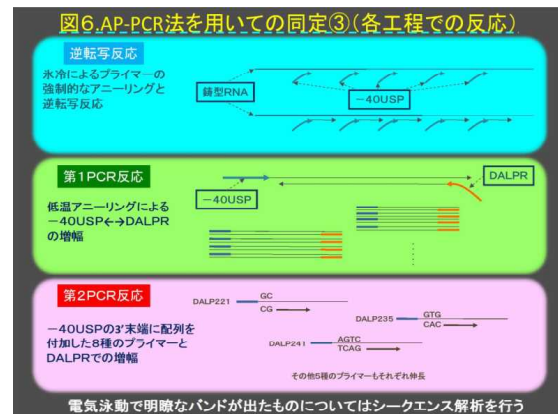 図6.AP-PCR法を用いての同定③(各工程での反応)
逆転写反応
氷冷によるプライマーの
強制的なアニーリングと
逆転写反応
鋳型RNA
－40USP
第1PCR反応
DALPR
－40USP
低温アニーリングによる
－40USP←→DALPR
の増幅
第2PCR反応
－40USPの3’末端に配列を
付加した8種のプライマーと
DALPRでの増幅
DALP221
GC
CG
DALP235
GTG
CAC
DALP241
AGTC
TCAG
その他5種のプライマーもそれぞれ伸長
電気泳動で明瞭なバンドが出たものについてはシークエンス解析を行う